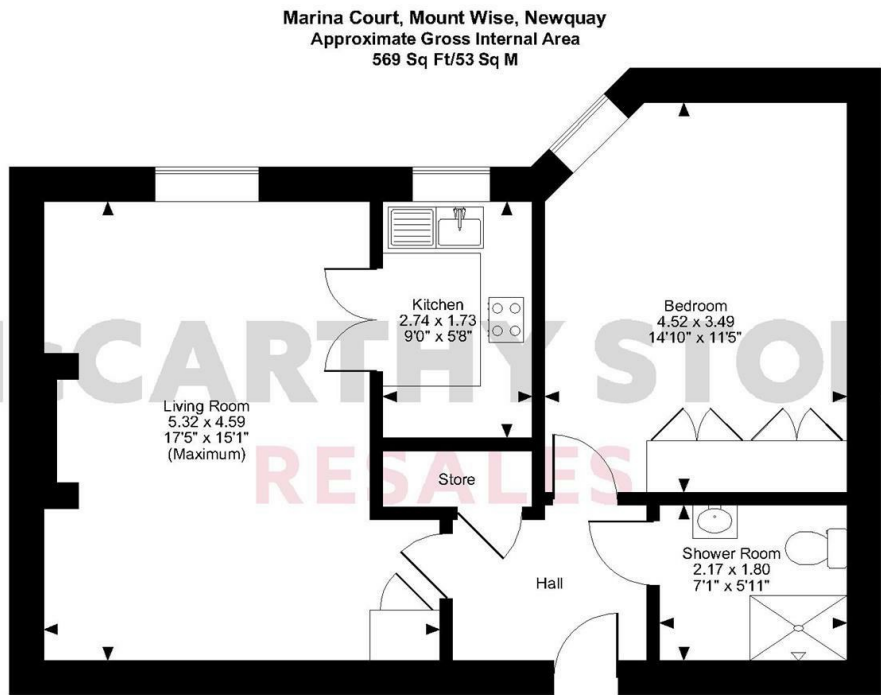 Marina Court, Mount Wise, Newquay
Approximate Gross Internal Area
569 Sq Ft/53 Sq M
Kitchen
2.74 x 1.73
9'0" x 5'8"
Bedroom
4.52 x 3.49
14'10" x 11'5"
McCARTHY STO
RESALES
Living Room
5.32 x 4.59
17'5" x 15'1"
(Maximum)
Store
Hall
Shower Room
2.17 x 1.80
7'1" x 5'11"